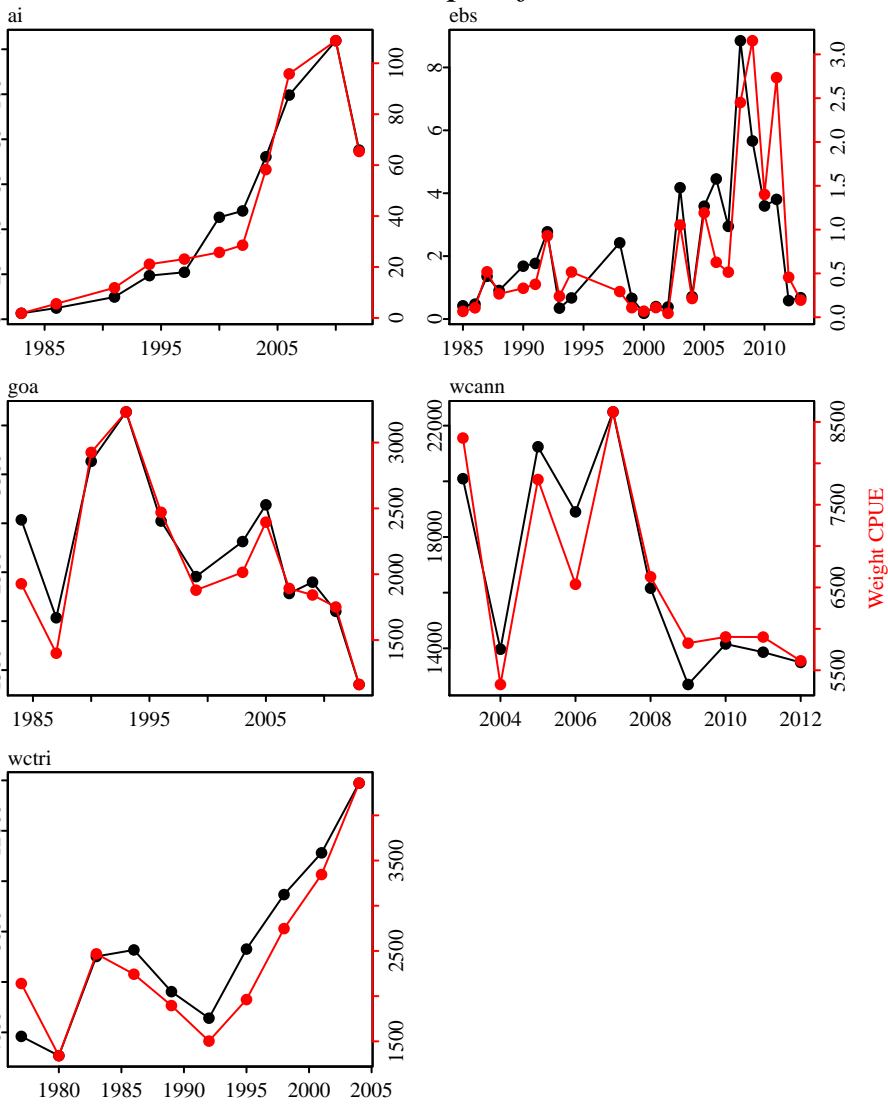 ai
ebs
0 20 40 60 80 100
0 2 4 6 8
0.0 0.5 1.0 1.5 2.0 2.5 3.0
1985 1995 2005
1985 1990 1995 2000 2005 2010
goa
wcann
1500 2000 2500 3000
14000 18000 22000
5500 6500 7500 8500
Weight CPUE
1985 1995 2005
2004 2006 2008 2010 2012
wctri
1500 2500 3500
1980 1985 1990 1995 2000 2005